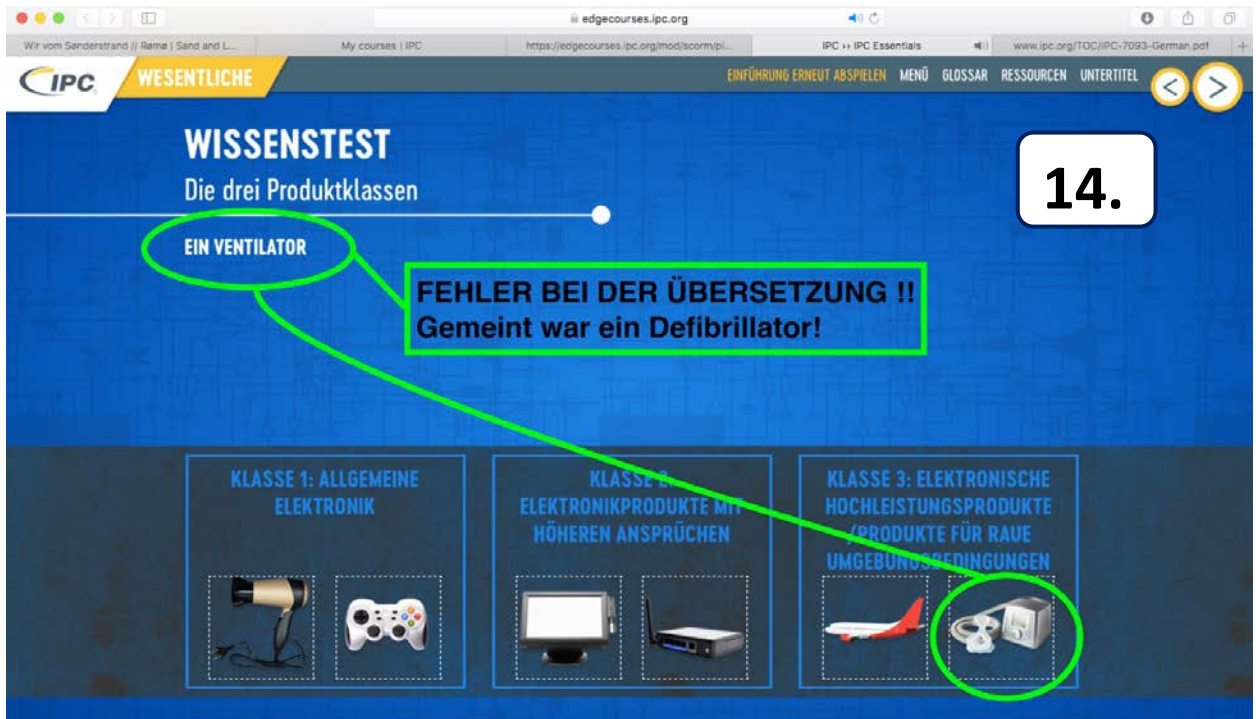 edgecourses.ipc.org
Wir vom Sønderstrand // Rømø | Sand and L...
My courses | IPC
https://edgecourses.ipc.org/mod/scorm/pl...
IPC >> IPC Essentials
www.ipc.org/TOC/IPC-7093-German.pdf
IPC
WESENTLICHE
EINFÜHRUNG ERNEUT ABSPIELEN
MENÜ
GLOSSAR
RESSOURCEN
UNTERTITEL
WISSENSTEST
Die drei Produktklassen
14.
EIN VENTILATOR
FEHLER BEI DER ÜBERSETZUNG !!
Gemeint war ein Defibrillator!
KLASSE 1: ALLGEMEINE
ELEKTRONIK
KLASSE 2:
ELEKTRONIKPRODUKTE MIT
HÖHEREN ANSPRÜCHEN
KLASSE 3: ELEKTRONISCHE
HOCHLEISTUNGSPRODUKTE
/PRODUKTE FÜR RAUE
UMGEBUNGSBEDINGUNGEN